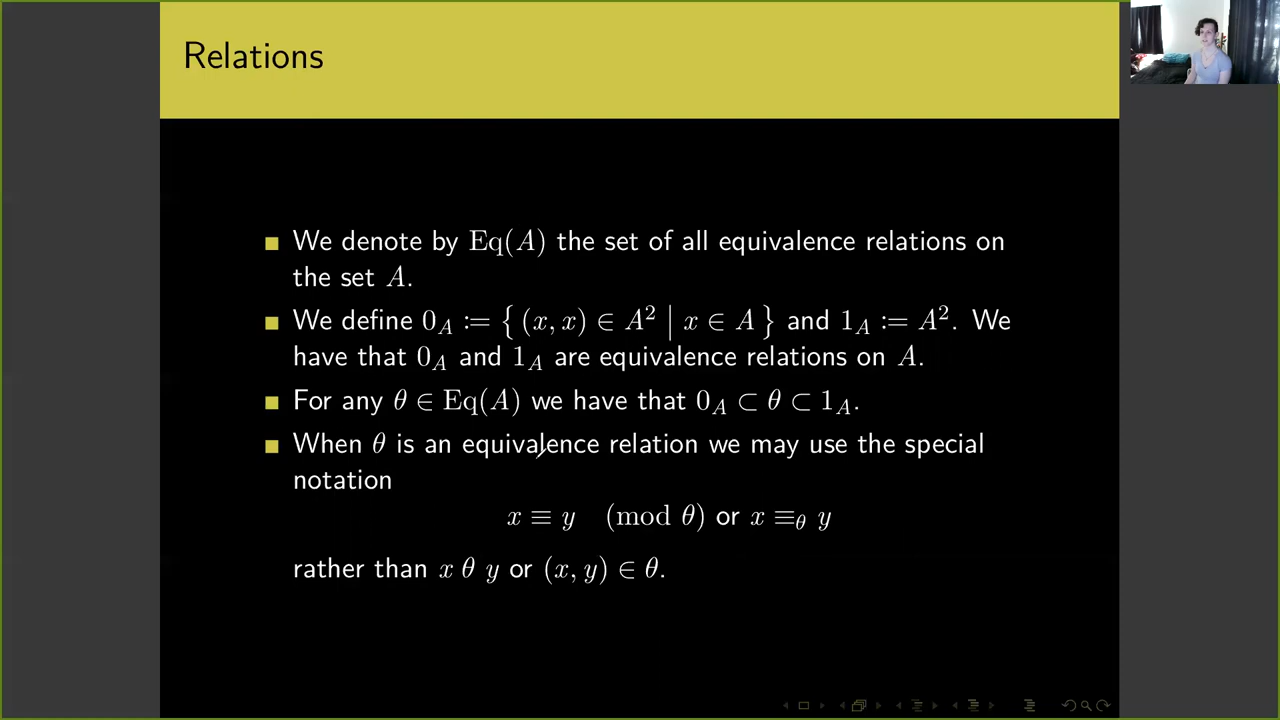 Relations
We denote by Eq(A) the set of all equivalence relations on
the set A.
We define 0_A := { (x, x) ∈ A² | x ∈ A } and 1_A := A². We
have that 0_A and 1_A are equivalence relations on A.
For any θ ∈ Eq(A) we have that 0_A ⊂ θ ⊂ 1_A.
When θ is an equivalence relation we may use the special
notation
x ≡ y (mod θ) or x ≡_θ y
rather than x θ y or (x, y) ∈ θ.